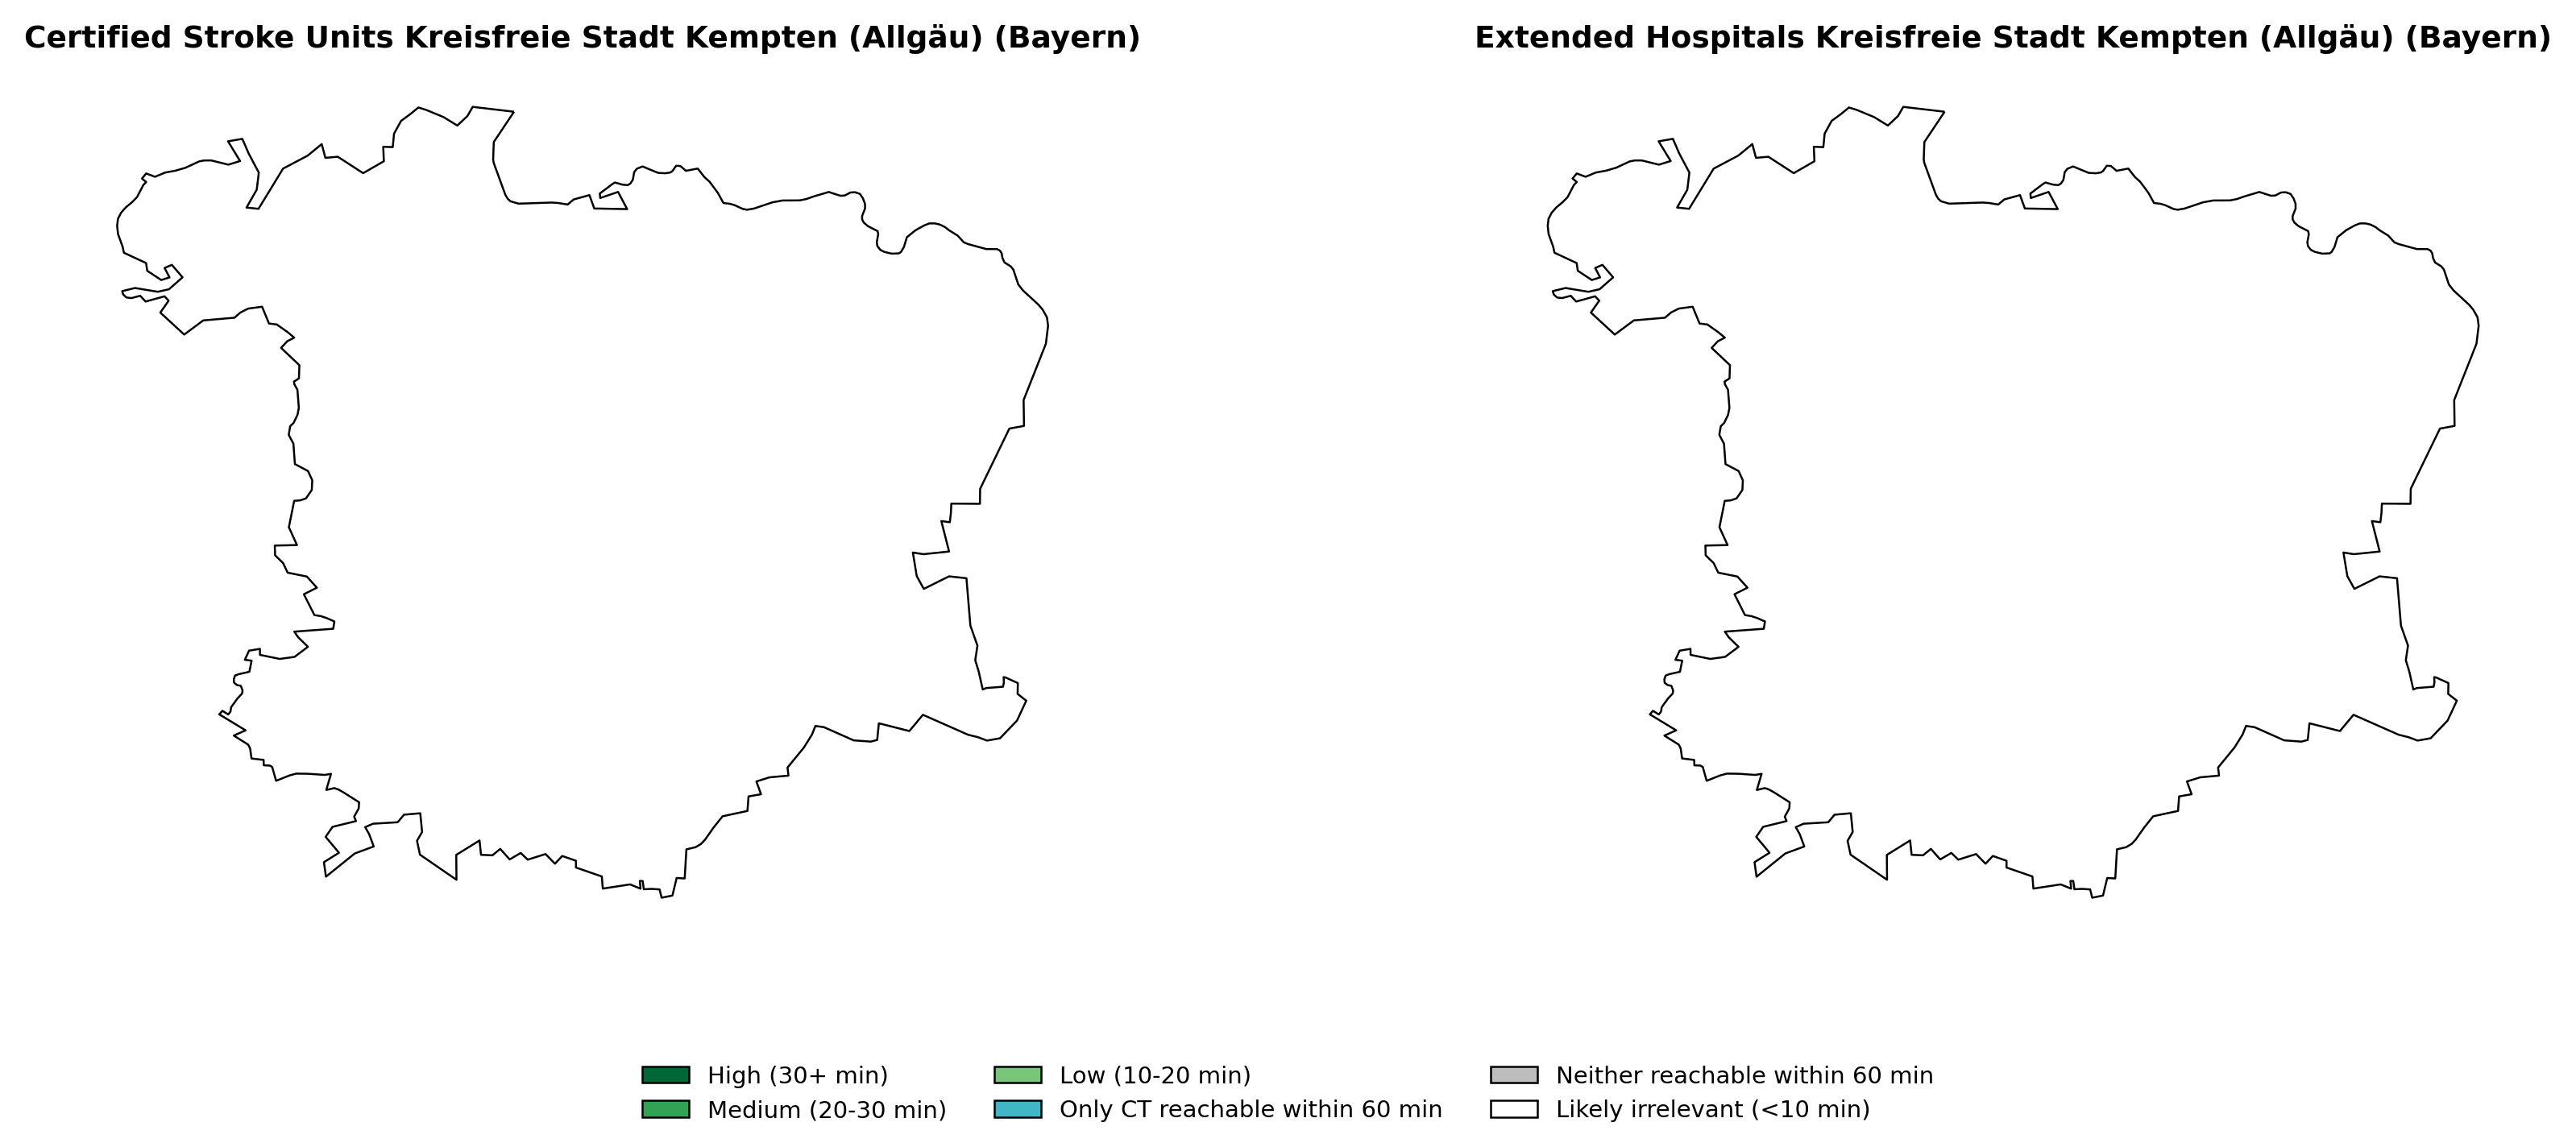 Certified Stroke Units Kreisfreie Stadt Kempten (Allgäu) (Bayern)
Extended Hospitals Kreisfreie Stadt Kempten (Allgäu) (Bayern)
High (30+ min)
Medium (20-30 min)
Low (10-20 min)
Only CT reachable within 60 min
Neither reachable within 60 min
Likely irrelevant (<10 min)